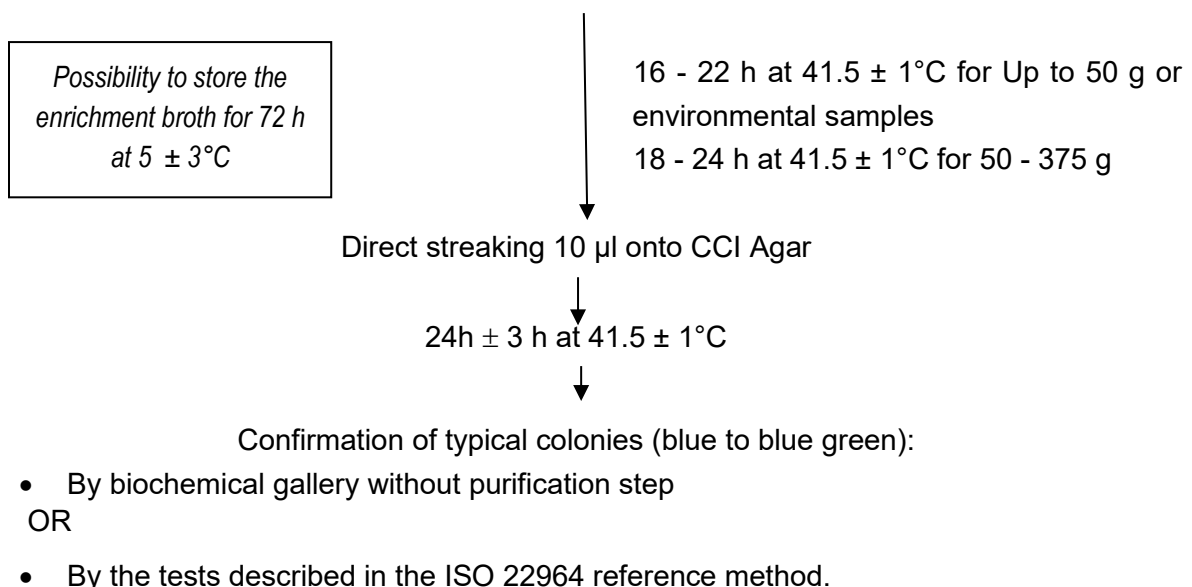 Possibility to store the
enrichment broth for 72 h
at 5 ± 3°C
16 - 22 h at 41.5 ± 1°C for Up to 50 g or
environmental samples
18 - 24 h at 41.5 ± 1°C for 50 - 375 g
Direct streaking 10 µl onto CCI Agar
24h ± 3 h at 41.5 ± 1°C
Confirmation of typical colonies (blue to blue green):
• By biochemical gallery without purification step
OR
• By the tests described in the ISO 22964 reference method.